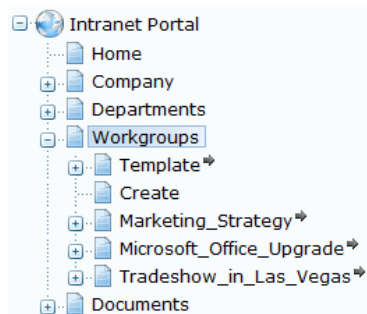 Intranet Portal
Home
Company
Departments
Workgroups
Template
Create
Marketing_Strategy
Microsoft_Office_Upgrade
Tradeshow_in_Las_Vegas
Documents